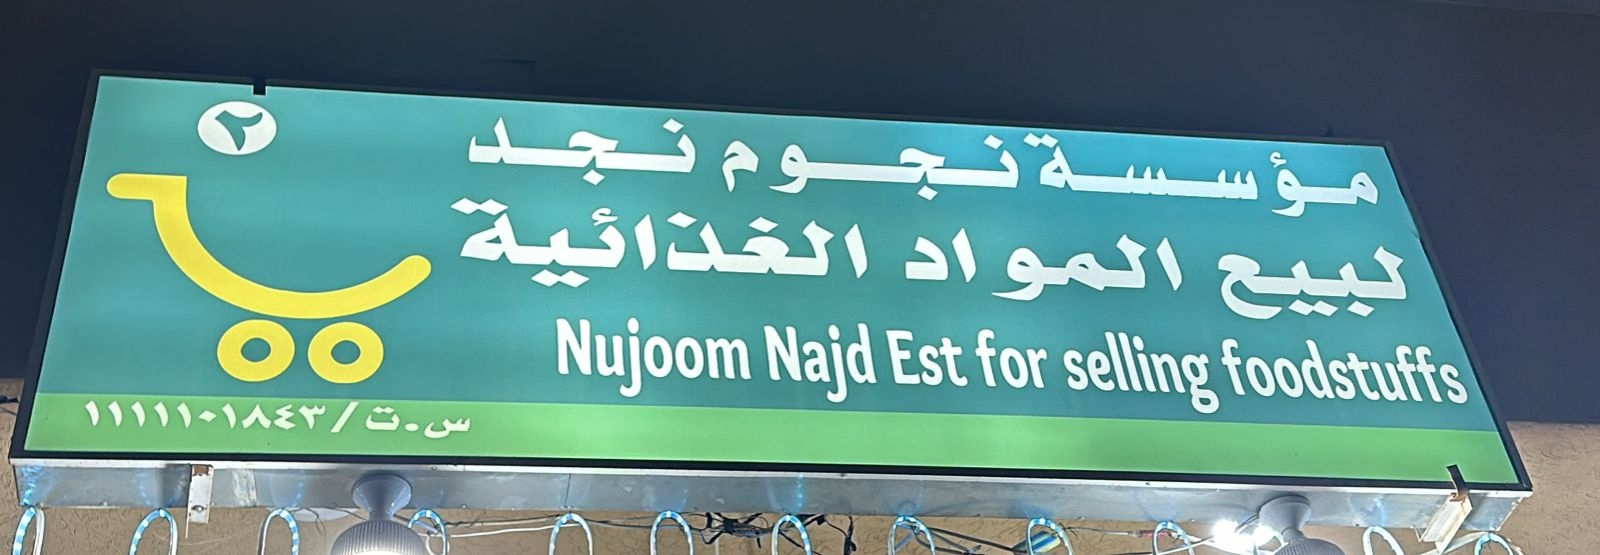 ٢
مؤسسة نجوم نجد
لبيع المواد الغذائية
Nujoom Najd Est for selling foodstuffs
س.ت/١١١١١٠١٨٤٣